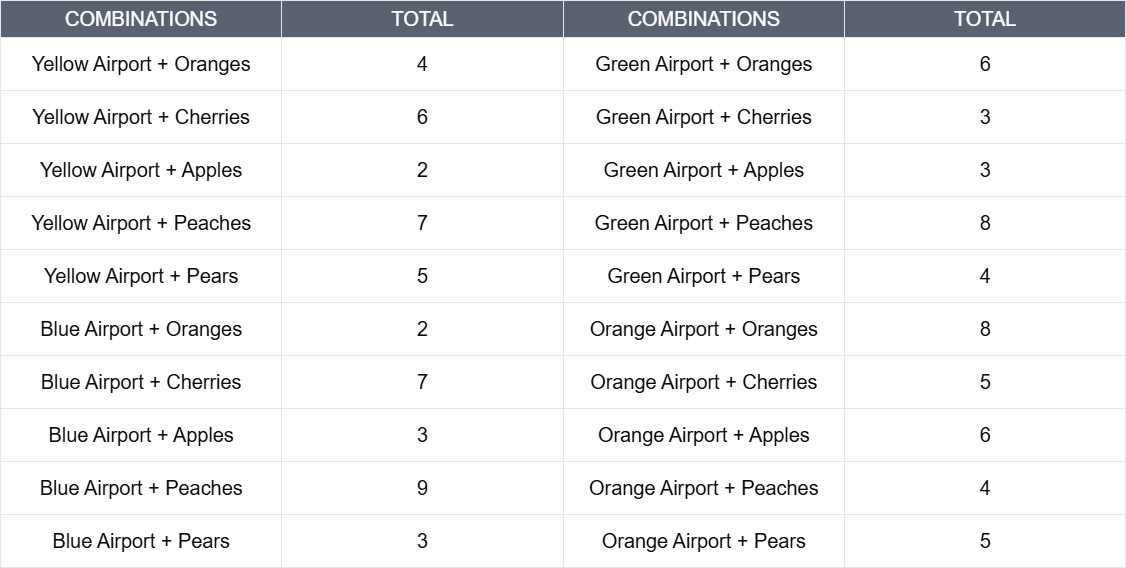 COMBINATIONS TOTAL COMBINATIONS TOTAL
Yellow Airport + Oranges 4 Green Airport + Oranges 6
Yellow Airport + Cherries 6 Green Airport + Cherries 3
Yellow Airport + Apples 2 Green Airport + Apples 3
Yellow Airport + Peaches 7 Green Airport + Peaches 8
Yellow Airport + Pears 5 Green Airport + Pears 4
Blue Airport + Oranges 2 Orange Airport + Oranges 8
Blue Airport + Cherries 7 Orange Airport + Cherries 5
Blue Airport + Apples 3 Orange Airport + Apples 6
Blue Airport + Peaches 9 Orange Airport + Peaches 4
Blue Airport + Pears 3 Orange Airport + Pears 5